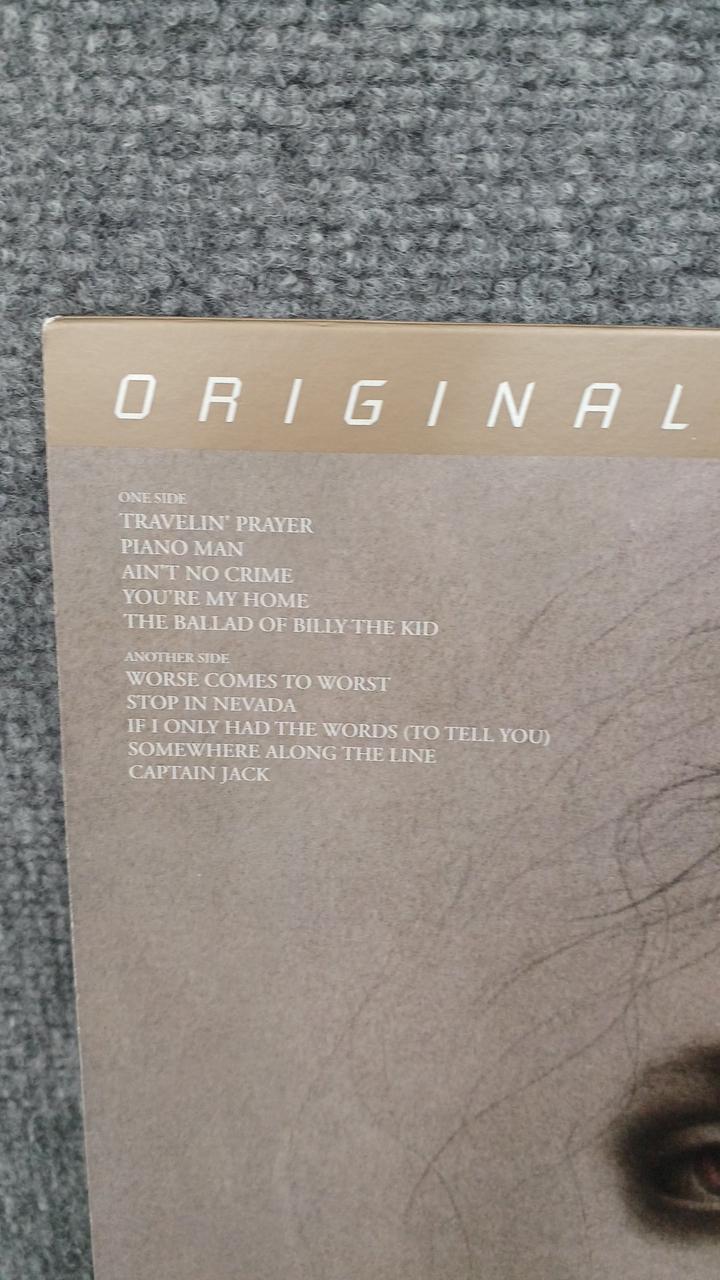 ORIGINAL
ONE SIDE
TRAVELIN' PRAYER
PIANO MAN
AIN'T NO CRIME
YOU'RE MY HOME
THE BALLAD OF BILLY THE KID
ANOTHER SIDE
WORSE COMES TO WORST
STOP IN NEVADA
IF I ONLY HAD THE WORDS (TO TELL YOU)
SOMEWHERE ALONG THE LINE
CAPTAIN JACK